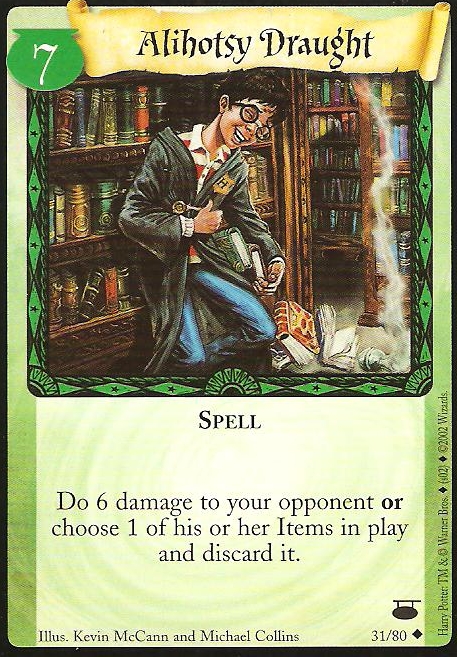 7
Alihotsy Draught
SPELL
Do 6 damage to your opponent or
choose 1 of his or her Items in play
and discard it.
Illus. Kevin McCann and Michael Collins
31/80 ◆
Harry Potter: TM & © Warner Bros. ◆ (s02) ◆ ©2002 Wizards.